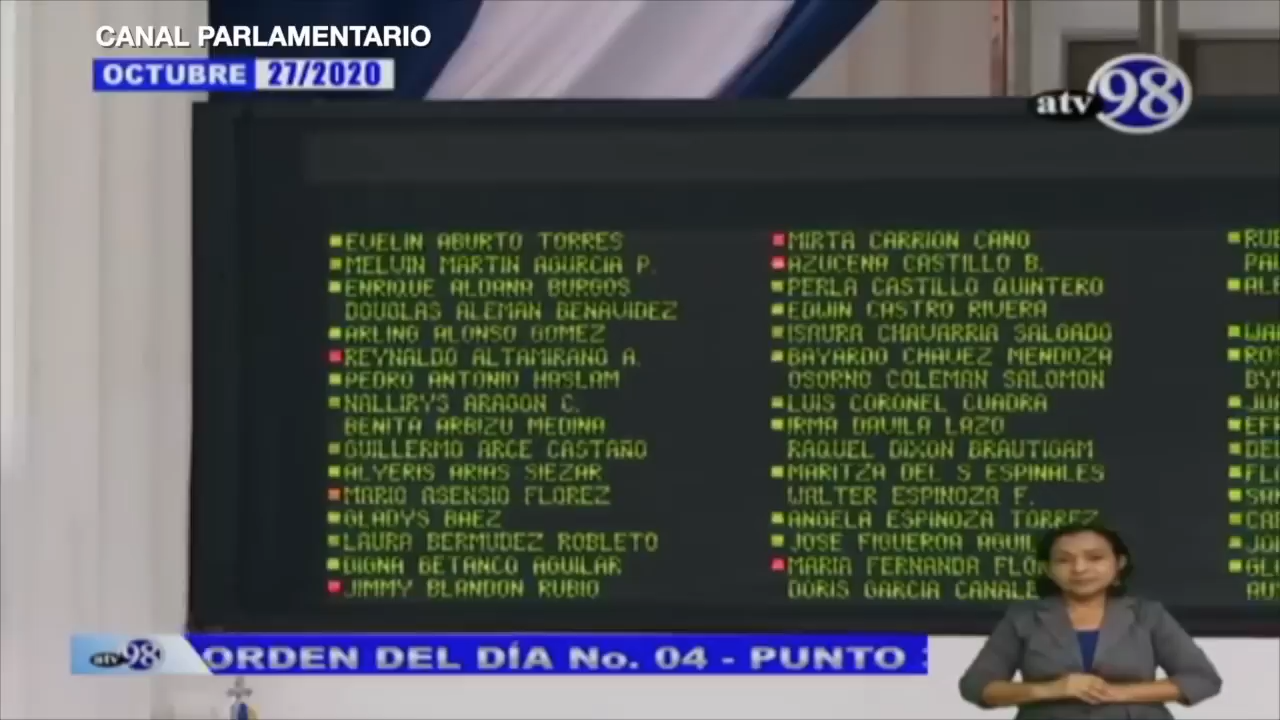 CANAL PARLAMENTARIO
OCTUBRE 27/2020
atv 98
EVELIN ABURTO TORRES
MELVIN MARTIN AGURCIA P.
ENRIQUE ALDANA BURGOS
DOUGLAS ALEMAN BENAVIDEZ
ARLING ALONSO GOMEZ
REYNALDO ALTAMIRANO A.
PEDRO ANTONIO HASLAM
NALLIRYS ARAGON C.
BENITA ARBIZU MEDINA
GUILLERMO ARCE CASTAÑO
ALYERIS ARIAS SIEZAR
MARIO ASENSIO FLOREZ
GLADYS BAEZ
LAURA BERMUDEZ ROBLETO
DIGNA BETANCO AGUILAR
JIMMY BLANDON RUBIO
MIRTA CARRION CANO
AZUCENA CASTILLO B.
PERLA CASTILLO QUINTERO
EDWIN CASTRO RIVERA
ISAURA CHAVARRIA SALGADO
BAYARDO CHAVEZ MENDOZA
OSORNO COLEMAN SALOMON
LUIS CORONEL CUADRA
IRMA DAVILA LAZO
RAQUEL DIXON BRAUTIGAM
MARITZA DEL S ESPINALES
WALTER ESPINOZA F.
ANGELA ESPINOZA TORREZ
JOSE FIGUEROA AGUIL
MARIA FERNANDA FLO
DORIS GARCIA CANALE
atv 98
ORDEN DEL DÍA No. 04 - PUNTO